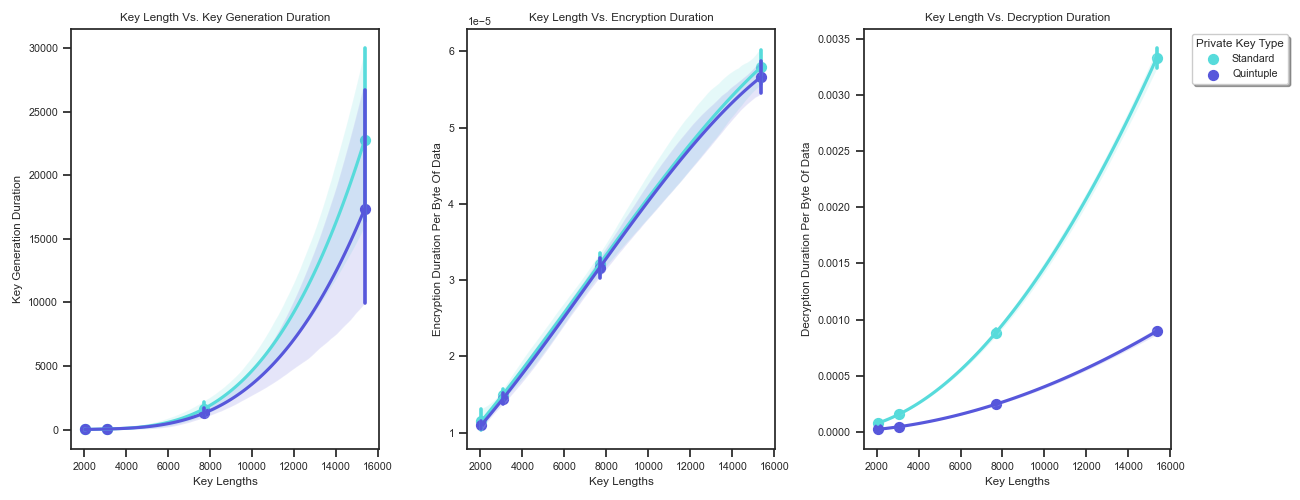 Key Length Vs. Key Generation Duration
30000
25000
20000
15000
10000
5000
0
Key Generation Duration
2000 4000 6000 8000 10000 12000 14000 16000
Key Lengths
Key Length Vs. Encryption Duration
1e−5
6
5
4
3
2
1
Encryption Duration Per Byte Of Data
2000 4000 6000 8000 10000 12000 14000 16000
Key Lengths
Key Length Vs. Decryption Duration
0.0035
0.0030
0.0025
0.0020
0.0015
0.0010
0.0005
0.0000
Decryption Duration Per Byte Of Data
2000 4000 6000 8000 10000 12000 14000 16000
Key Lengths
Private Key Type
Standard
Quintuple